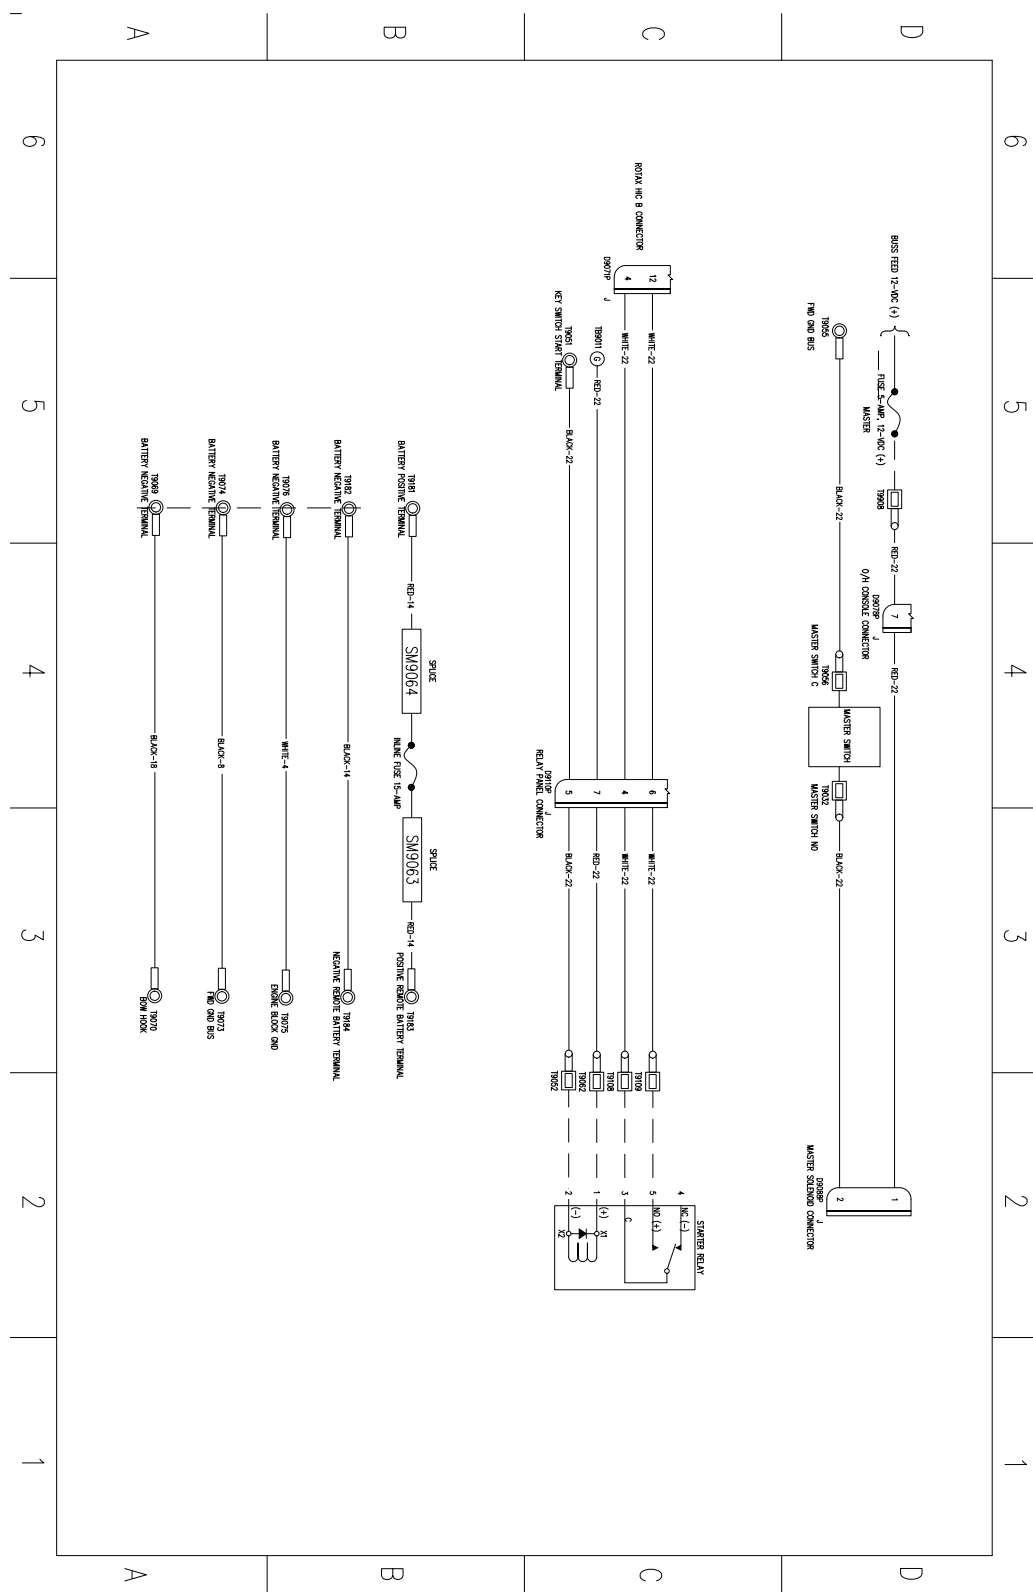 A
B
C
D
6
6
5
5
4
4
3
3
2
2
1
1
A
B
C
D
BUSS FEED 12-VDC (+)
FUSE 5-AMP, 12-VDC (+)
MASTER
T9908
RED-22
D9078P
J
O/H CONSOLE CONNECTOR
7
RED-22
T9055
FWD GND BUS
BLACK-22
T9056
MASTER SWITCH C
MASTER SWITCH
T9032
MASTER SWITCH NO
BLACK-22
D9088P
J
MASTER SOLENOID CONNECTOR
1
2
ROTAX HIC B CONNECTOR
D9071P
J
12
4
WHITE-22
WHITE-22
TB9011
G
RED-22
T9051
KEY SWITCH START TERMINAL
BLACK-22
D9110P
J
RELAY PANEL CONNECTOR
6
4
7
5
WHITE-22
WHITE-22
RED-22
BLACK-22
T9109
T9108
T9062
T9052
STARTER RELAY
4
NC (-)
5
NO (+)
3
C
1
(+)
X1
2
(-)
X2
T9181
BATTERY POSITIVE TERMINAL
RED-14
SPLICE
SM9064
INLINE FUSE 15-AMP
SPLICE
SM9063
RED-14
T9183
POSITIVE REMOTE BATTERY TERMINAL
T9182
BATTERY NEGATIVE TERMINAL
BLACK-14
T9184
NEGATIVE REMOTE BATTERY TERMINAL
T9076
BATTERY NEGATIVE TERMINAL
WHITE-4
T9075
ENGINE BLOCK GND
T9074
BATTERY NEGATIVE TERMINAL
BLACK-8
T9073
FWD GND BUS
T9069
BATTERY NEGATIVE TERMINAL
BLACK-18
T9070
BOW HOOK